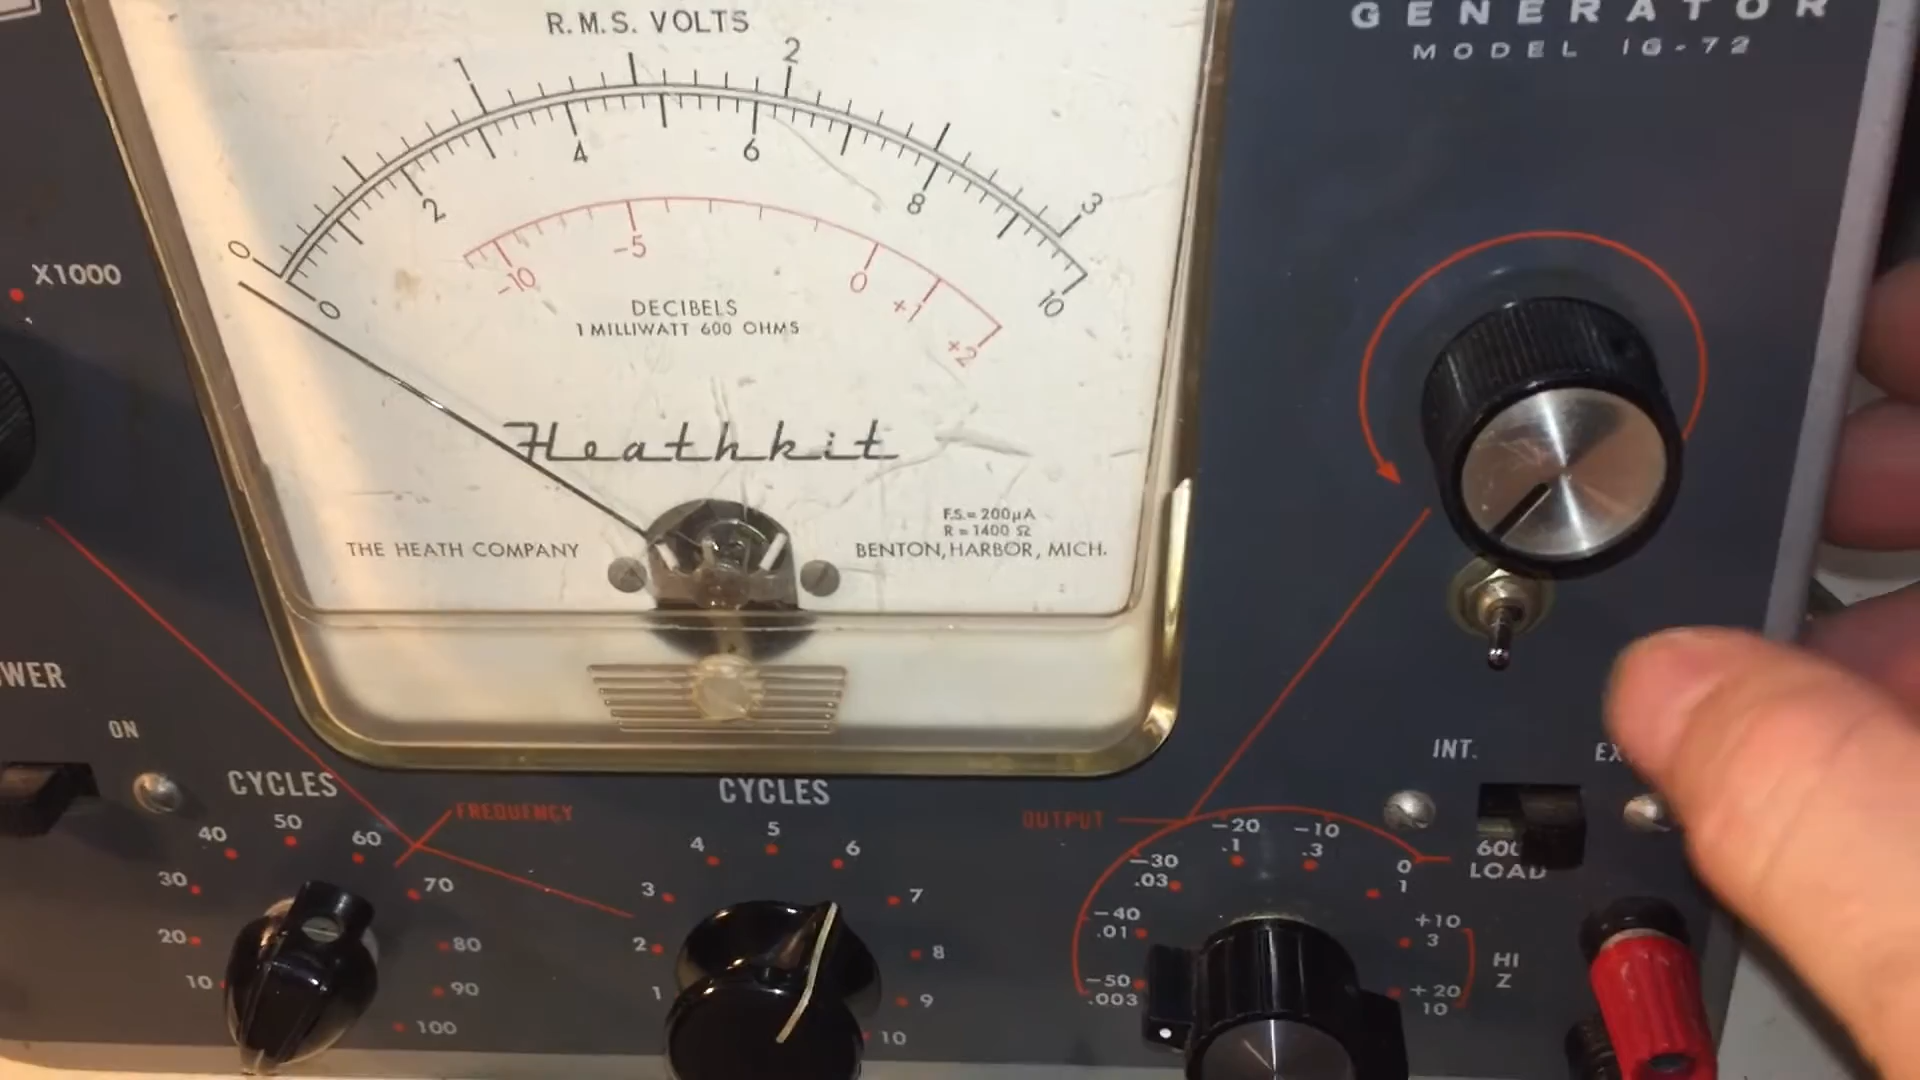 GENERATOR
MODEL IG-72
R.M.S. VOLTS
0 1 2 3
0 2 4 6 8 10
-10 -5 0 +1 +2
DECIBELS
1 MILLIWATT 600 OHMS
Heathkit
F.S.= 200µA
R = 1400 Ω
THE HEATH COMPANY
BENTON, HARBOR, MICH.
X1000
ON
CYCLES
10 20 30 40 50 60 70 80 90 100
FREQUENCY
CYCLES
1 2 3 4 5 6 7 8 9 10
OUTPUT
-50 -40 -30 -20 -10 0 +10 +20
.003 .01 .03 .1 .3 1 3 10
HI
Z
INT.
LOAD